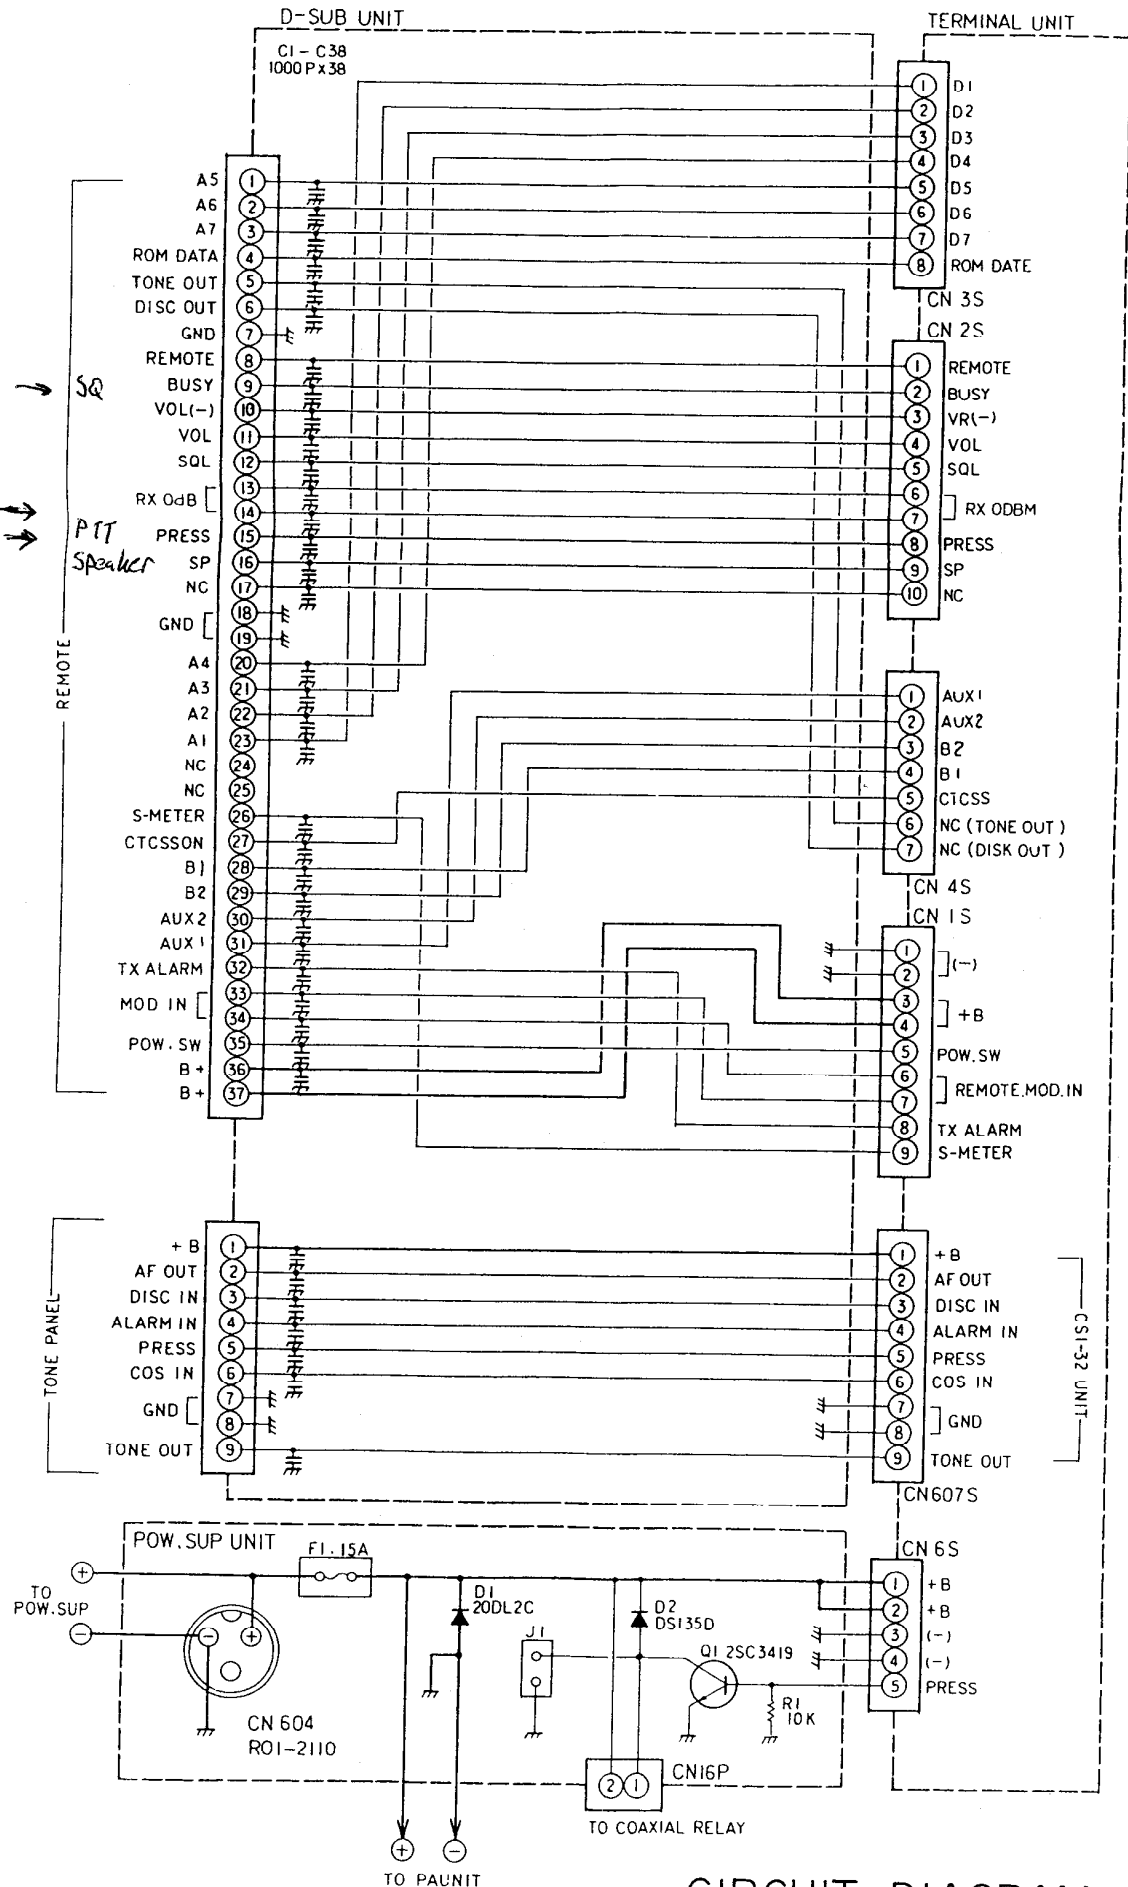 D-SUB UNIT
C1 - C38
1000P×38
TERMINAL UNIT
1 D1
2 D2
3 D3
4 D4
5 D5
6 D6
7 D7
8 ROM DATE
CN 3S
CN 2S
1 REMOTE
2 BUSY
3 VR(-)
4 VOL
5 SQL
6
7
RX 0DBM
8 PRESS
9 SP
10 NC
1 AUX1
2 AUX2
3 B2
4 B1
5 CTCSS
6 NC (TONE OUT)
7 NC (DISK OUT)
CN 4S
CN 1S
1
2
(-)
3
4
+B
5 POW.SW
6
7
REMOTE.MOD.IN
8 TX ALARM
9 S-METER
REMOTE
A5 1
A6 2
A7 3
ROM DATA 4
TONE OUT 5
DISC OUT 6
GND 7
REMOTE 8
→ SQ
BUSY 9
VOL(-) 10
VOL 11
SQL 12
RX 0dB
13
14
→ PTT
→ Speaker
PRESS 15
SP 16
NC 17
GND
18
19
A4 20
A3 21
A2 22
A1 23
NC 24
NC 25
S-METER 26
CTCSSON 27
B1 28
B2 29
AUX2 30
AUX1 31
TX ALARM 32
MOD IN
33
34
POW.SW 35
B+ 36
B+ 37
TONE PANEL
+B 1
AF OUT 2
DISC IN 3
ALARM IN 4
PRESS 5
COS IN 6
GND
7
8
TONE OUT 9
1 +B
2 AF OUT
3 DISC IN
4 ALARM IN
5 PRESS
6 COS IN
7
8
GND
9 TONE OUT
CS1-32 UNIT
CN607S
POW.SUP UNIT
F1.15A
TO
POW.SUP
+
-
- +
CN 604
R01-2110
D1
20DL2C
J1
D2
DS135D
Q1 2SC3419
R1
10K
CN 6S
1 +B
2 +B
3 (-)
4 (-)
5 PRESS
2 1
CN16P
TO COAXIAL RELAY
+ -
TO PAUNIT
CIRCUIT DIAGRAM